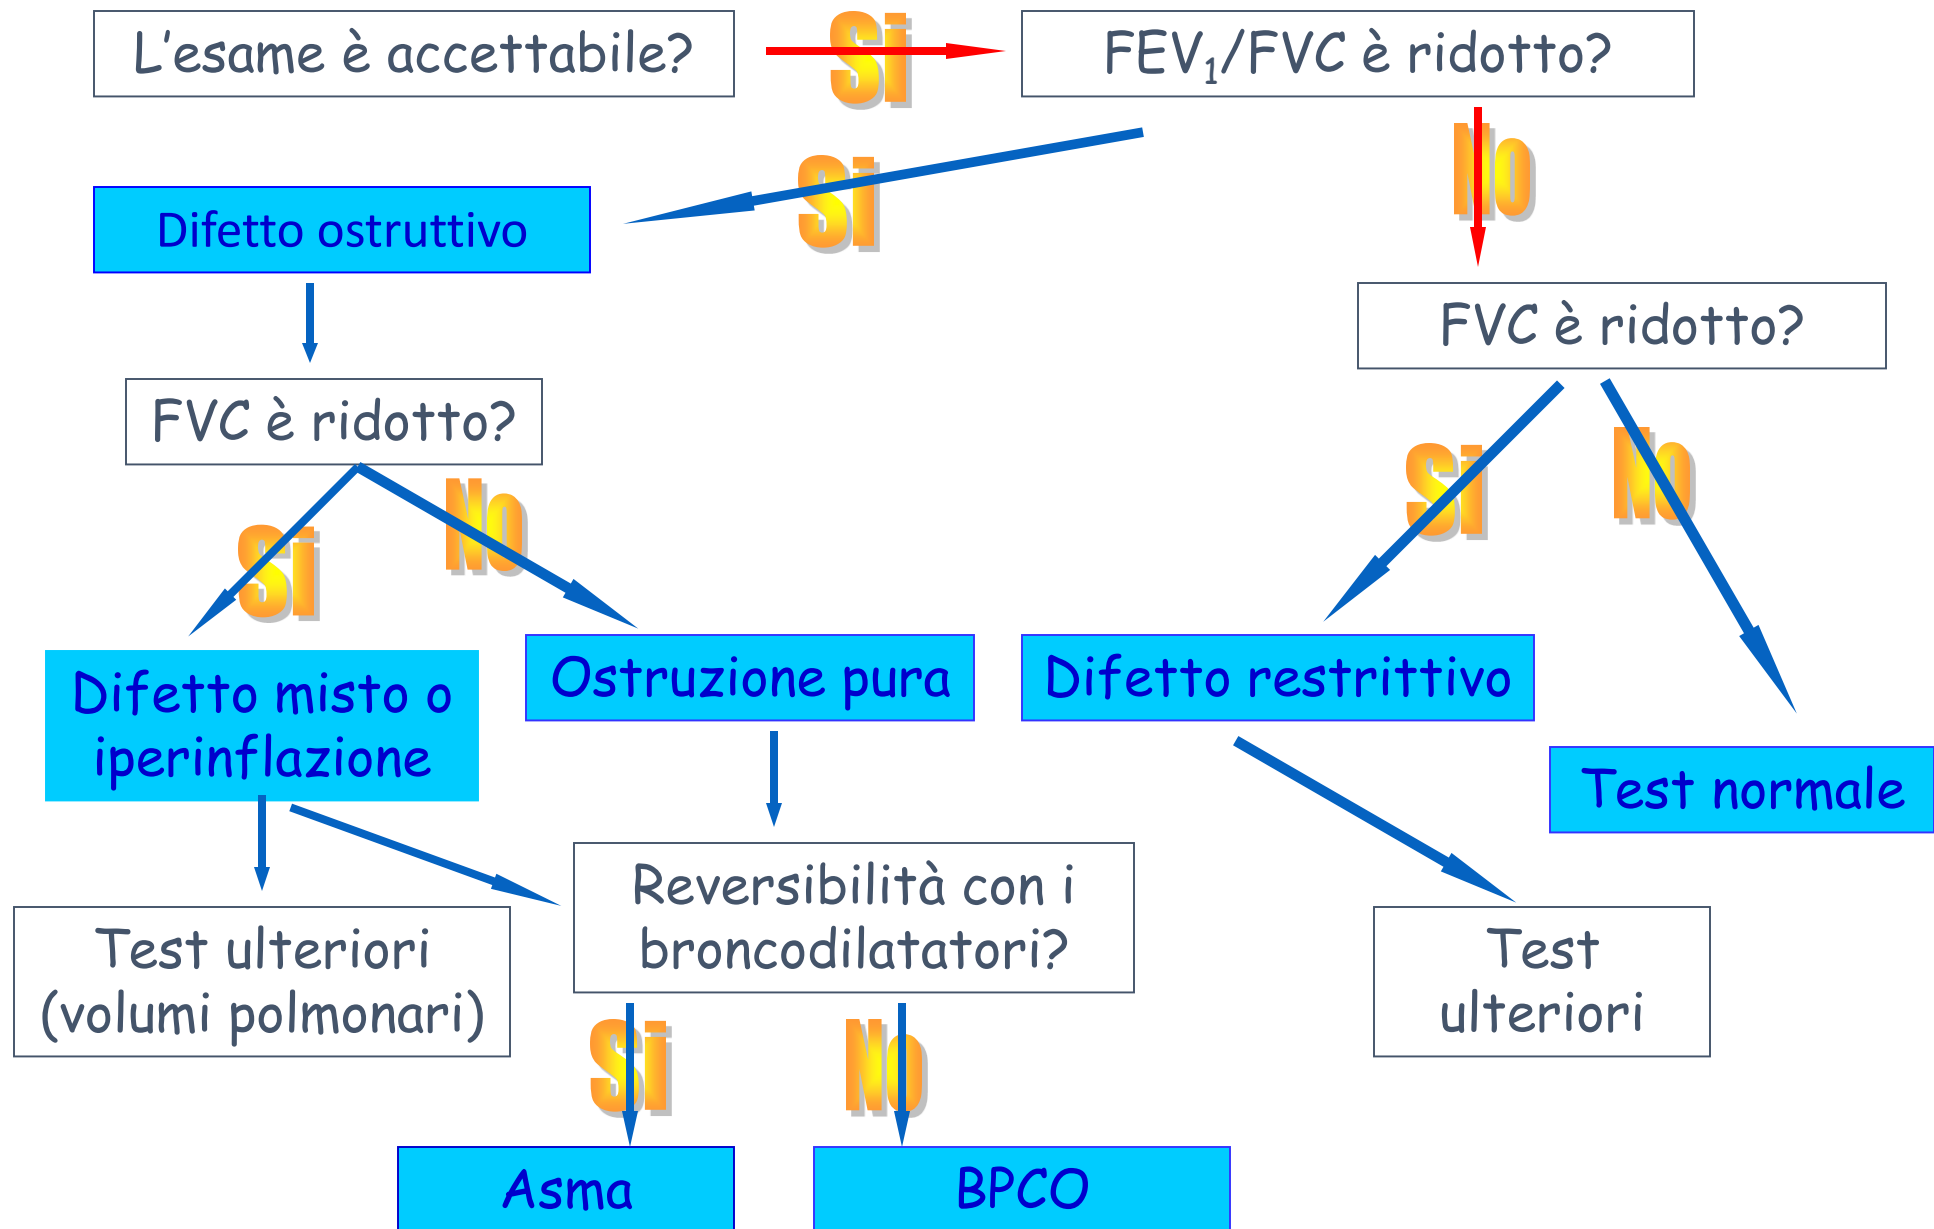 L’esame è accettabile?
Si
FEV1/FVC è ridotto?
No
Si
Difetto ostruttivo
FVC è ridotto?
FVC è ridotto?
Si
No
Si
No
Difetto misto o
iperinflazione
Ostruzione pura
Difetto restrittivo
Test normale
Reversibilità con i
broncodilatatori?
Test ulteriori
(volumi polmonari)
Test
ulteriori
Si
No
Asma
BPCO